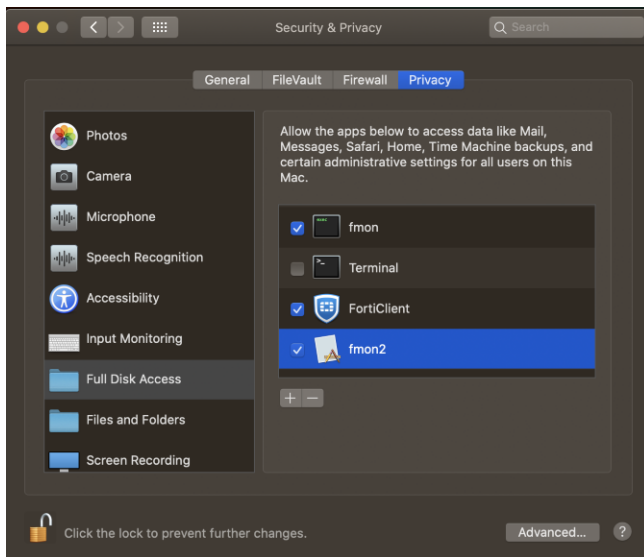 Security & Privacy
Search
General
FileVault
Firewall
Privacy
Photos
Camera
Microphone
Speech Recognition
Accessibility
Input Monitoring
Full Disk Access
Files and Folders
Screen Recording
Allow the apps below to access data like Mail,
Messages, Safari, Home, Time Machine backups, and
certain administrative settings for all users on this
Mac.
fmon
Terminal
FortiClient
fmon2
Click the lock to prevent further changes.
Advanced...
?